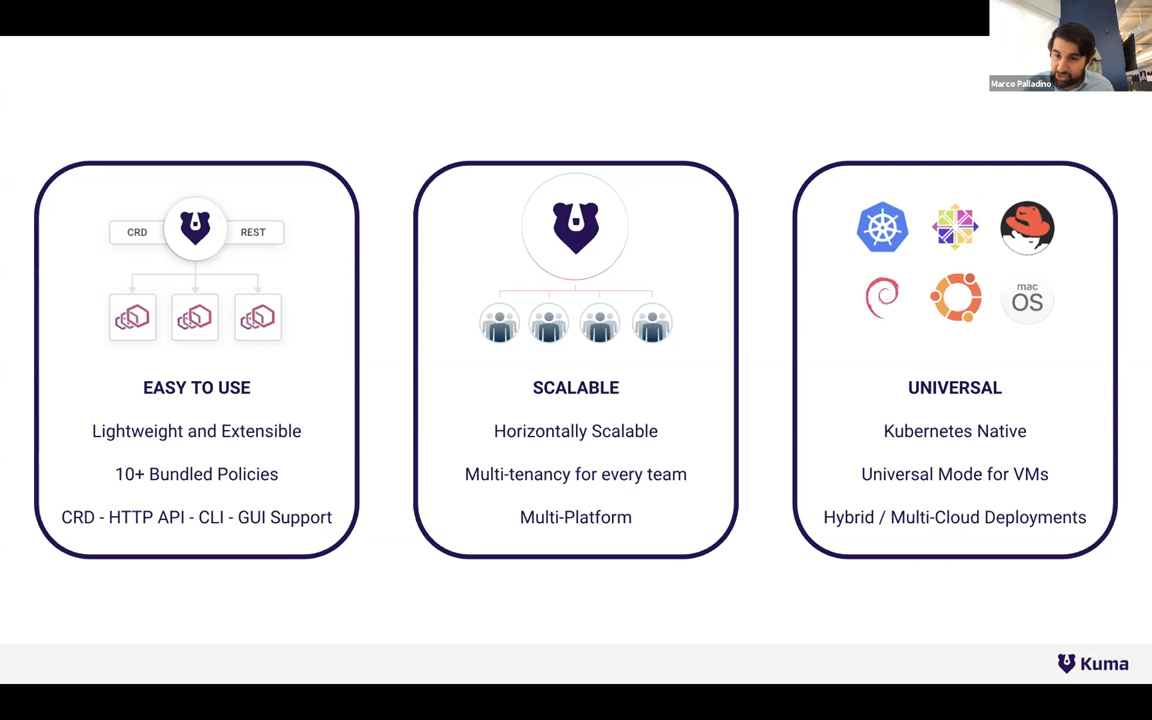 Marco Palladino
CRD
REST
EASY TO USE
Lightweight and Extensible
10+ Bundled Policies
CRD - HTTP API - CLI - GUI Support
SCALABLE
Horizontally Scalable
Multi-tenancy for every team
Multi-Platform
mac
OS
UNIVERSAL
Kubernetes Native
Universal Mode for VMs
Hybrid / Multi-Cloud Deployments
Kuma